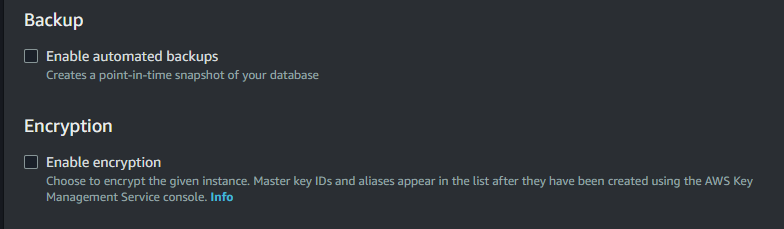 Backup
Enable automated backups
Creates a point-in-time snapshot of your database
Encryption
Enable encryption
Choose to encrypt the given instance. Master key IDs and aliases appear in the list after they have been created using the AWS Key
Management Service console. Info